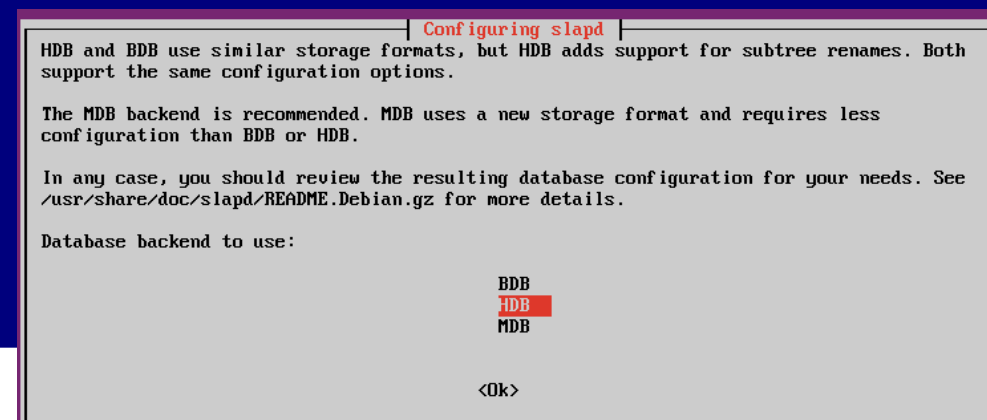 Configuring slapd
HDB and BDB use similar storage formats, but HDB adds support for subtree renames. Both
support the same configuration options.
The MDB backend is recommended. MDB uses a new storage format and requires less
configuration than BDB or HDB.
In any case, you should review the resulting database configuration for your needs. See
/usr/share/doc/slapd/README.Debian.gz for more details.
Database backend to use:
BDB
HDB
MDB
<Ok>